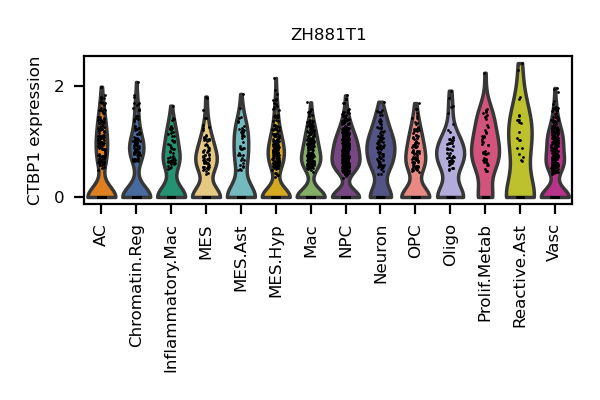 ZH881T1
CTBP1 expression
2
0
AC
Chromatin.Reg
Inflammatory.Mac
MES
MES.Ast
MES.Hyp
Mac
NPC
Neuron
OPC
Oligo
Prolif.Metab
Reactive.Ast
Vasc